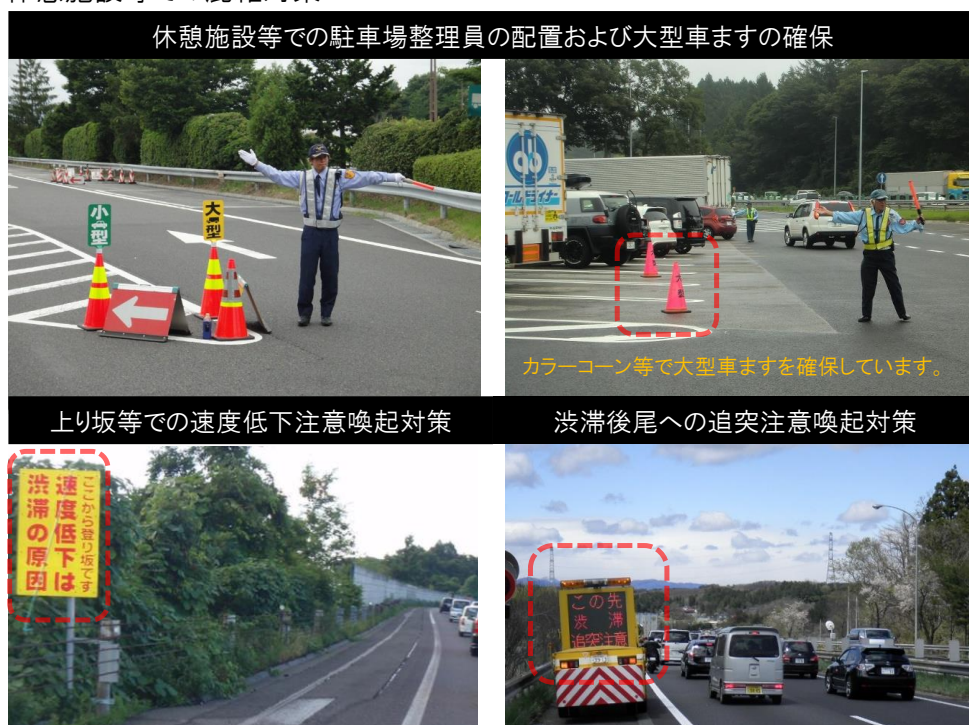 休憩施設等での駐車場整理員の配置および大型車ますの確保
小型
大型
カラーコーン等で大型車ますを確保しています。
上り坂等での速度低下注意喚起対策
渋滞後尾への追突注意喚起対策
ここから登り坂です
速度低下は
渋滞の原因
この先
渋滞
追突注意